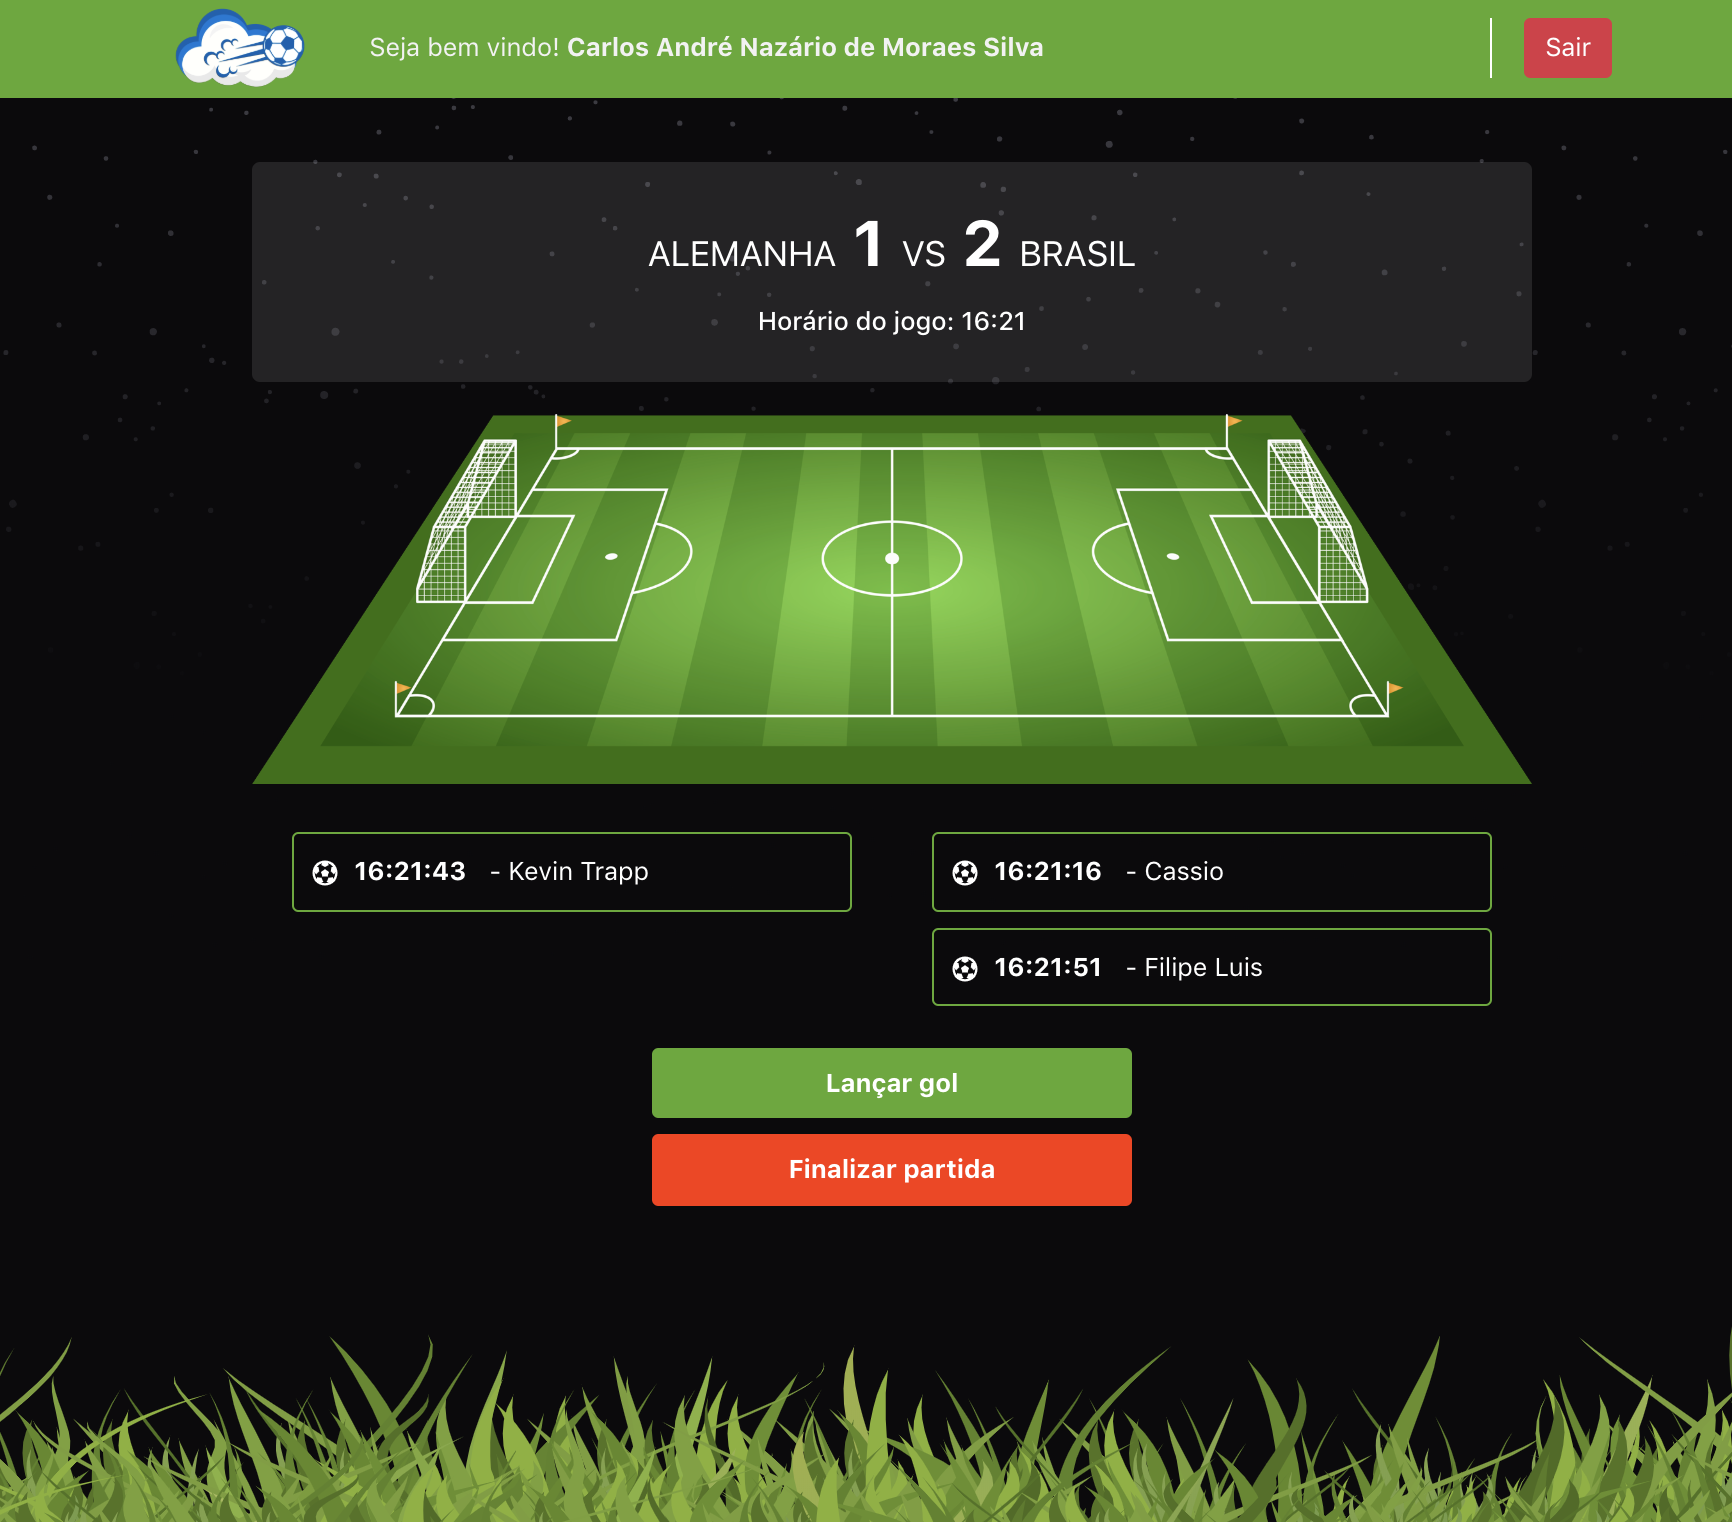 Seja bem vindo! Carlos André Nazário de Moraes Silva
Sair
ALEMANHA 1 VS 2 BRASIL
Horário do jogo: 16:21
16:21:43 - Kevin Trapp
16:21:16 - Cassio
16:21:51 - Filipe Luis
Lançar gol
Finalizar partida